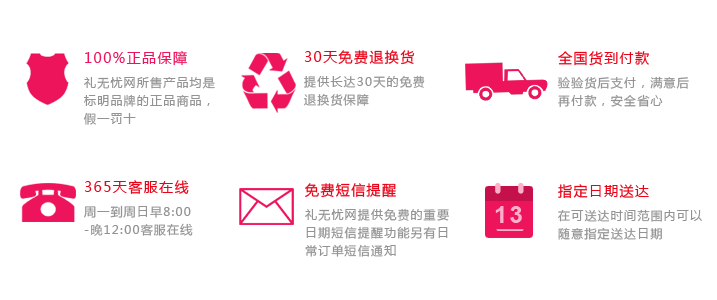 100%正品保障
礼无忧网所售产品均是
标明品牌的正品商品，
假一罚十
30天免费退换货
提供长达30天的免费
退换货保障
全国货到付款
验验货后支付，满意后
再付款，安全省心
365天客服在线
周一到周日早8:00
-晚12:00客服在线
免费短信提醒
礼无忧网提供免费的重要
日期短信提醒功能另有日
常订单短信通知
13
指定日期送达
在可送达时间范围内可以
随意指定送达日期